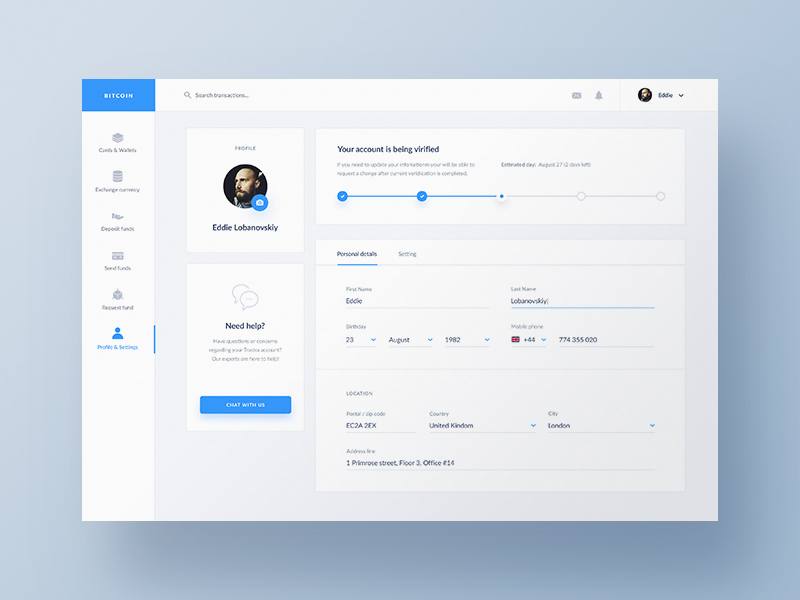 BITCOIN
Search transactions...
Eddie
Cards & Wallets
Exchange currency
Deposit funds
Send funds
Request fund
Profile & Settings
PROFILE
Eddie Lobanovskiy
Need help?
Have questions or concerns
regarding your account?
Our experts are here to help!
CHAT WITH US
Your account is being virified
If you need to update your information your will be able to
request a change after current verification is completed.
Estimated day: August 27 (2 days left)
Personal details
Setting
First Name
Eddie
Last Name
Lobanovskiy
Birthday
23 August 1982
Mobile phone
+44 774 355 020
LOCATION
Postal / zip code
EC2A 2EX
Country
United Kindom
City
London
Address line
1 Primrose street, Floor 3, Office #14